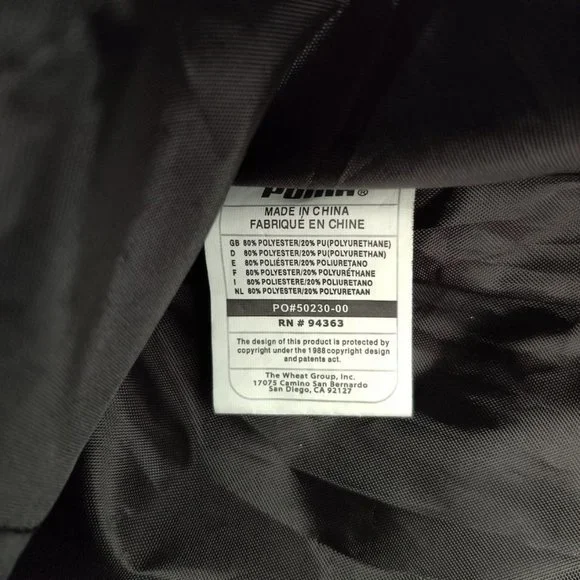 PUMA®
MADE IN CHINA
FABRIQUÉ EN CHINE
GB 80% POLYESTER/20% PU(POLYURETHANE)
D 80% POLYESTER/20% PU(POLYURETHAN)
E 80% POLIÉSTER/20% POLIURETANO
F 80% POLYESTER/20% POLYURÉTHANE
I 80% POLIESTERE/20% POLIURETANO
NL 80% POLYESTER/20% POLYURETAAN
PO#50230-00
RN # 94363
The design of this product is protected by
copyright under the 1988 copyright design
and patents act.
The Wheat Group, Inc.
17075 Camino San Bernardo
San Diego, CA 92127